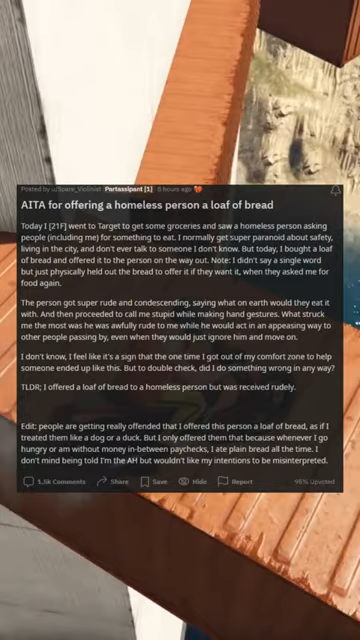 Posted by u/Spare_Violinist Partassipant [1] 8 hours ago
AITA for offering a homeless person a loaf of bread
Today I [21F] went to Target to get some groceries and saw a homeless person asking
people (including me) for something to eat. I normally get super paranoid about safety,
living in the city, and don't ever talk to someone I don't know. But today, I bought a loaf
of bread and offered it to the person on the way out. Note: I didn't say a single word
but just physically held out the bread to offer it if they want it, when they asked me for
food again.
The person got super rude and condescending, saying what on earth would they eat it
with. And then proceeded to call me stupid while making hand gestures. What struck
me the most was he was awfully rude to me while he would act in an appeasing way to
other people passing by, even when they would just ignore him and move on.
I don't know, I feel like it's a sign that the one time I got out of my comfort zone to help
someone ended up like this. But to double check, did I do something wrong in any way?
TLDR; I offered a loaf of bread to a homeless person but was received rudely.
Edit: people are getting really offended that I offered this person a loaf of bread, as if I
treated them like a dog or a duck. But I only offered them that because whenever I go
hungry or am without money in-between paychecks, I ate plain bread all the time. I
don't mind being told I'm the AH but wouldn't like my intentions to be misinterpreted.
1.5k Comments Share Save Hide Report 95% Upvoted